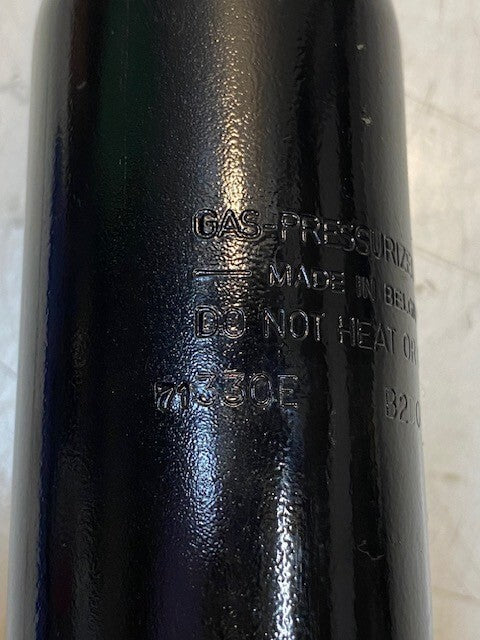 GAS-PRESSURIZE
MADE IN BELG
DO NOT HEAT OR
71330E